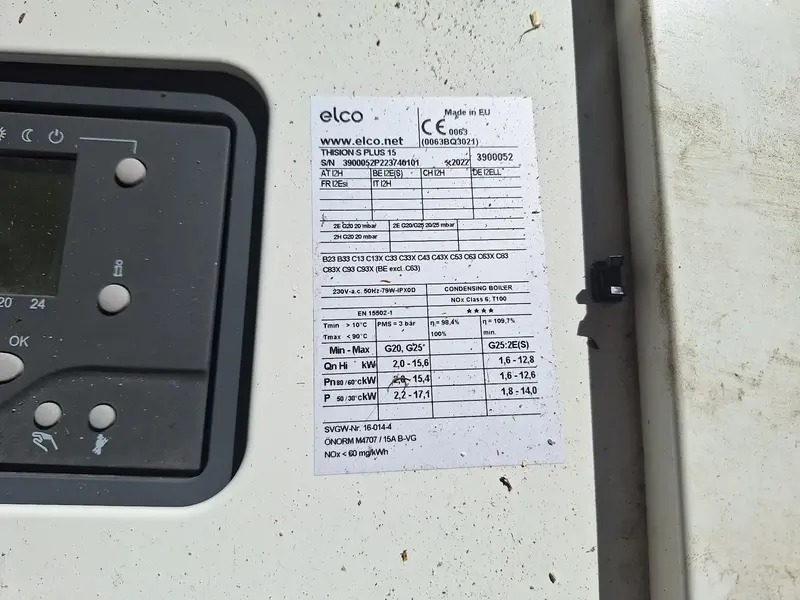 20 24
OK
elco
Made in EU
CE 0063
www.elco.net
(0063BQ3021)
THISION S PLUS 15
S/N 3900052P223740101
2022
3900052
AT I2H BE I2E(S) CH I2H DE I2ELL
FR I2Esi IT I2H
2E G20 20 mbar 2E G20/G25 20/25 mbar
2H G20 20 mbar
B23 B33 C13 C13X C33 C33X C43 C43X C53 C63 C63X C83
C83X C93 C93X (BE excl. C63)
230V-a.c. 50Hz-79W-IPX0D CONDENSING BOILER
NOx Class 6; T100
EN 15502-1 ★★★★
Tmin > 10°C PMS = 3 bar η = 98,4% η = 109,7%
Tmax < 90°C 100% min.
Min - Max G20, G25 G25:2E(S)
Qn Hi kW 2,0 - 15,6 1,6 - 12,8
Pn 80/60°C kW 2,0 - 15,4 1,6 - 12,6
P 50/30°C kW 2,2 - 17,1 1,8 - 14,0
SVGW-Nr. 16-014-4
ÖNORM M4707 / 15A B-VG
NOx < 60 mg/kWh